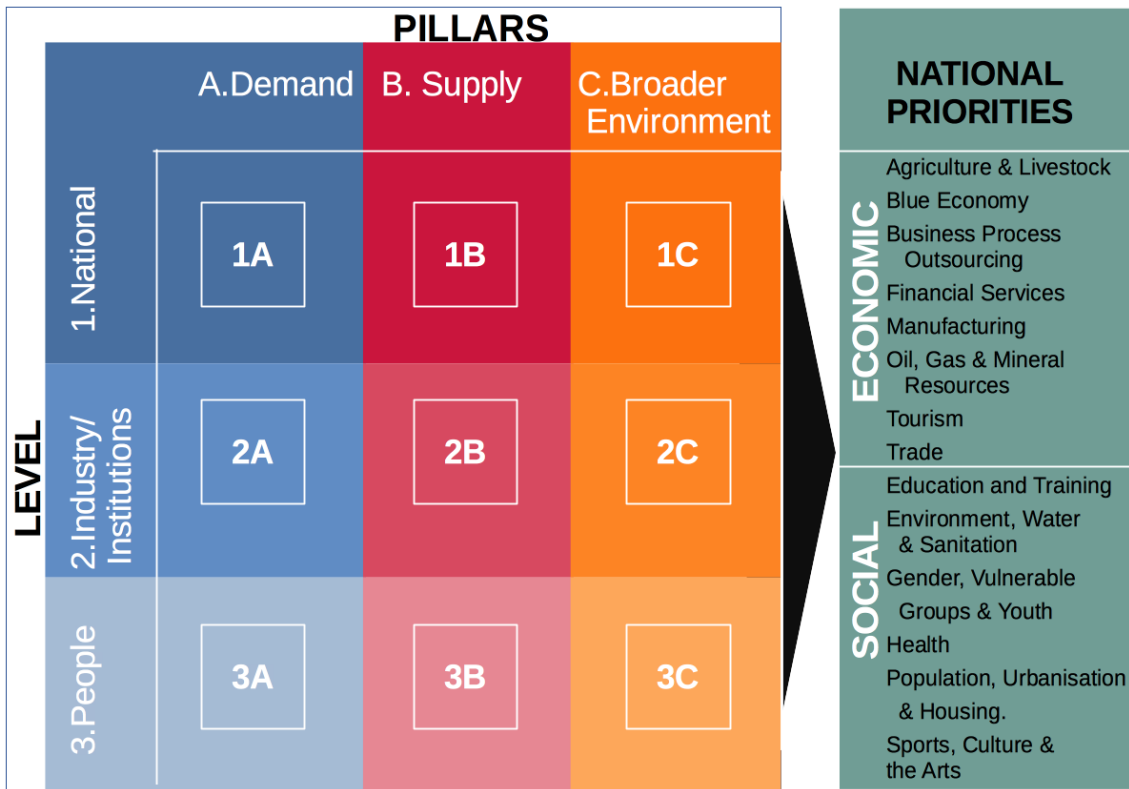 PILLARS
A.Demand
B. Supply
C.Broader
Environment
LEVEL
1.National
1A
1B
1C
2.Industry/
Institutions
2A
2B
2C
3.People
3A
3B
3C
NATIONAL
PRIORITIES
ECONOMIC
Agriculture & Livestock
Blue Economy
Business Process
Outsourcing
Financial Services
Manufacturing
Oil, Gas & Mineral
Resources
Tourism
Trade
SOCIAL
Education and Training
Environment, Water
& Sanitation
Gender, Vulnerable
Groups & Youth
Health
Population, Urbanisation
& Housing.
Sports, Culture &
the Arts